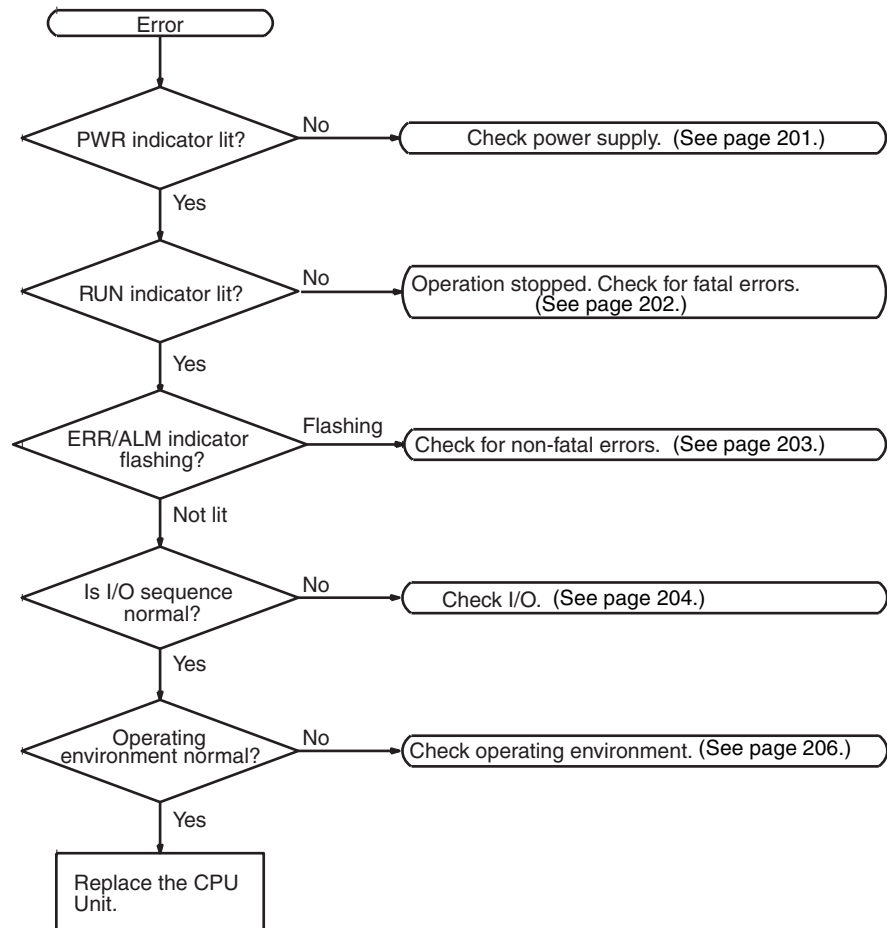 Error
PWR indicator lit?
No
Check power supply. (See page 201.)
Yes
RUN indicator lit?
No
Operation stopped. Check for fatal errors.
(See page 202.)
Yes
ERR/ALM indicator
flashing?
Flashing
Check for non-fatal errors. (See page 203.)
Not lit
Is I/O sequence
normal?
No
Check I/O. (See page 204.)
Yes
Operating
environment normal?
No
Check operating environment. (See page 206.)
Yes
Replace the CPU
Unit.